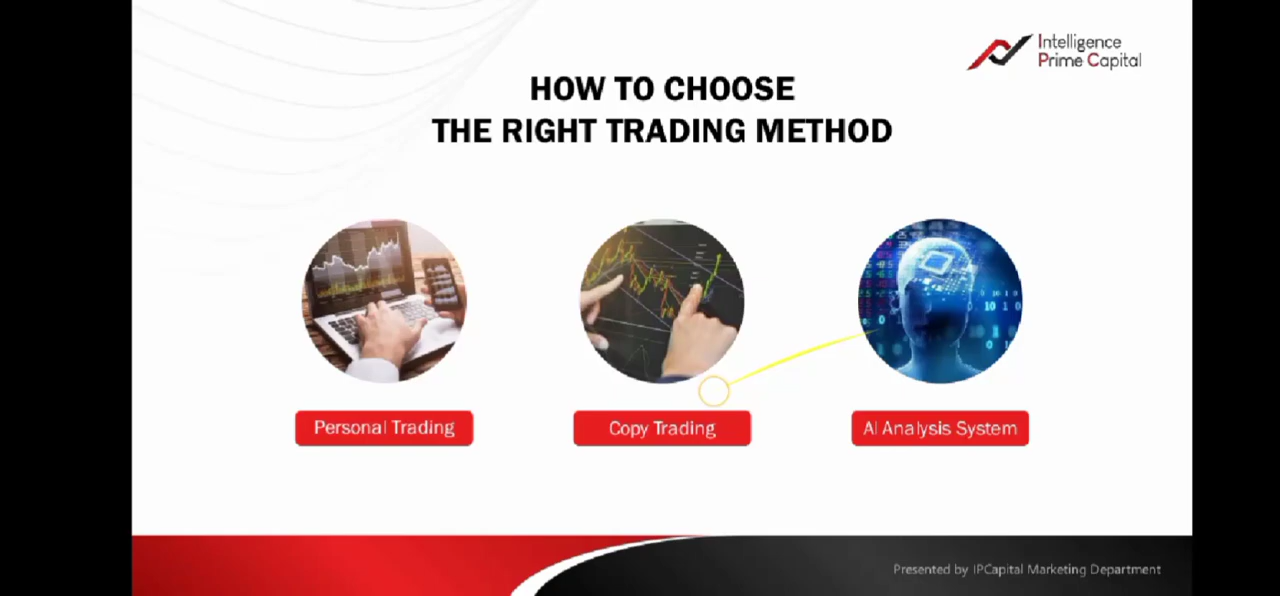 Intelligence
Prime Capital
HOW TO CHOOSE
THE RIGHT TRADING METHOD
Personal Trading
Copy Trading
AI Analysis System
Presented by IPCapital Marketing Department